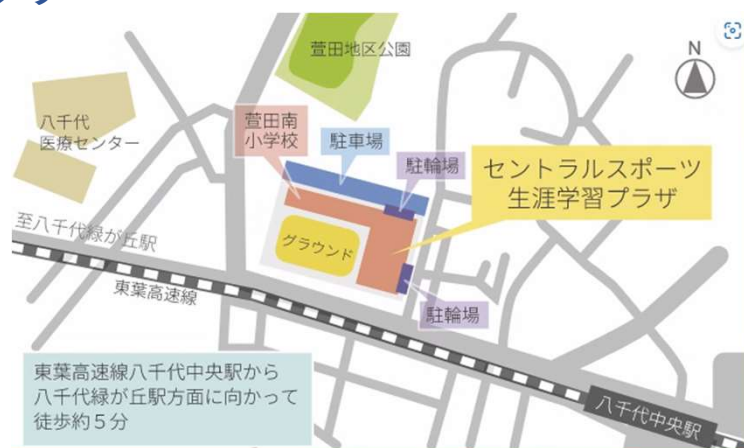 萱田地区公園
N
八千代
医療センター
萱田南
小学校
駐車場
駐輪場
セントラルスポーツ
生涯学習プラザ
至八千代緑が丘駅
グラウンド
東葉高速線
駐輪場
八千代中央駅
東葉高速線八千代中央駅から
八千代緑が丘駅方面に向かって
徒歩約5分